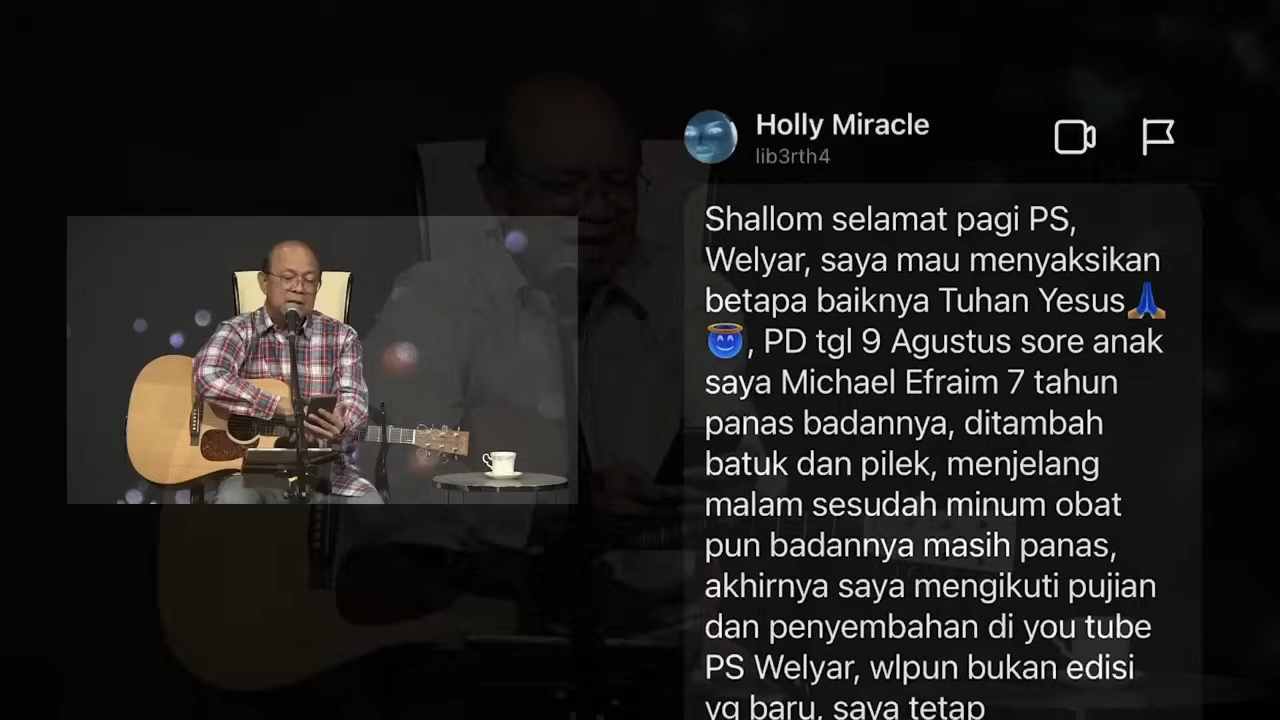 Holly Miracle
lib3rth4
Shallom selamat pagi PS,
Welyar, saya mau menyaksikan
betapa baiknya Tuhan Yesus🙏
😇, PD tgl 9 Agustus sore anak
saya Michael Efraim 7 tahun
panas badannya, ditambah
batuk dan pilek, menjelang
malam sesudah minum obat
pun badannya masih panas,
akhirnya saya mengikuti pujian
dan penyembahan di you tube
PS Welyar, wlpun bukan edisi
yg baru, saya tetap